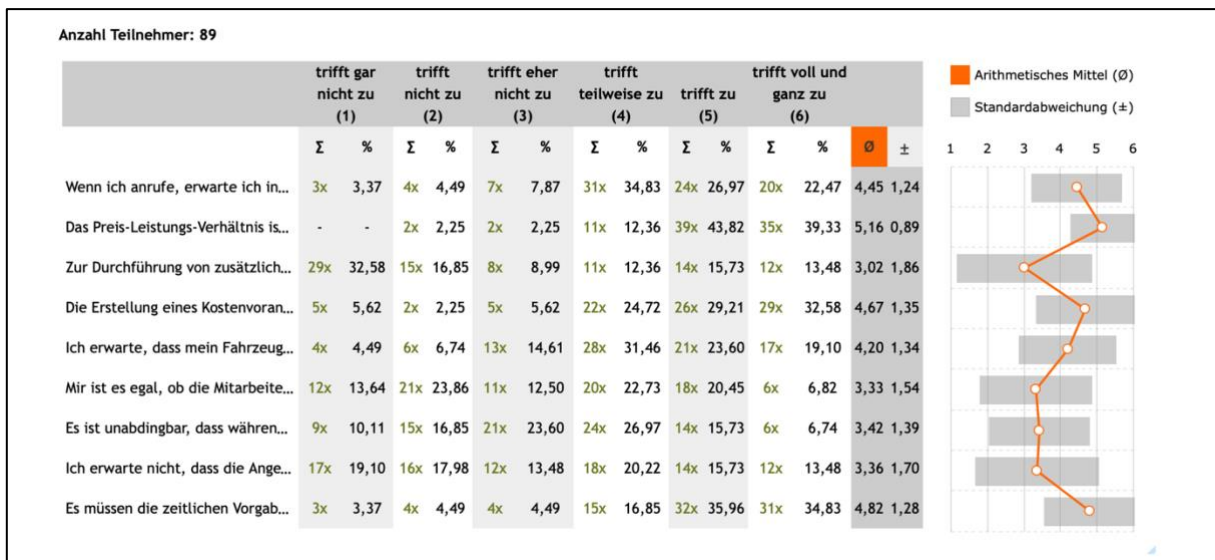 Anzahl Teilnehmer: 89
trifft gar nicht zu (1) trifft nicht zu (2) trifft eher nicht zu (3) trifft teilweise zu (4) trifft zu (5) trifft voll und ganz zu (6)
Σ % Σ % Σ % Σ % Σ % Σ % Ø ±
Wenn ich anrufe, erwarte ich in... 3x 3,37 4x 4,49 7x 7,87 31x 34,83 24x 26,97 20x 22,47 4,45 1,24
Das Preis-Leistungs-Verhältnis is... - - 2x 2,25 2x 2,25 11x 12,36 39x 43,82 35x 39,33 5,16 0,89
Zur Durchführung von zusätzlich... 29x 32,58 15x 16,85 8x 8,99 11x 12,36 14x 15,73 12x 13,48 3,02 1,86
Die Erstellung eines Kostenvoran... 5x 5,62 2x 2,25 5x 5,62 22x 24,72 26x 29,21 29x 32,58 4,67 1,35
Ich erwarte, dass mein Fahrzeug... 4x 4,49 6x 6,74 13x 14,61 28x 31,46 21x 23,60 17x 19,10 4,20 1,34
Mir ist es egal, ob die Mitarbeite... 12x 13,64 21x 23,86 11x 12,50 20x 22,73 18x 20,45 6x 6,82 3,33 1,54
Es ist unabdingbar, dass währen... 9x 10,11 15x 16,85 21x 23,60 24x 26,97 14x 15,73 6x 6,74 3,42 1,39
Ich erwarte nicht, dass die Ange... 17x 19,10 16x 17,98 12x 13,48 18x 20,22 14x 15,73 12x 13,48 3,36 1,70
Es müssen die zeitlichen Vorgab... 3x 3,37 4x 4,49 4x 4,49 15x 16,85 32x 35,96 31x 34,83 4,82 1,28
Arithmetisches Mittel (Ø)
Standardabweichung (±)
1 2 3 4 5 6